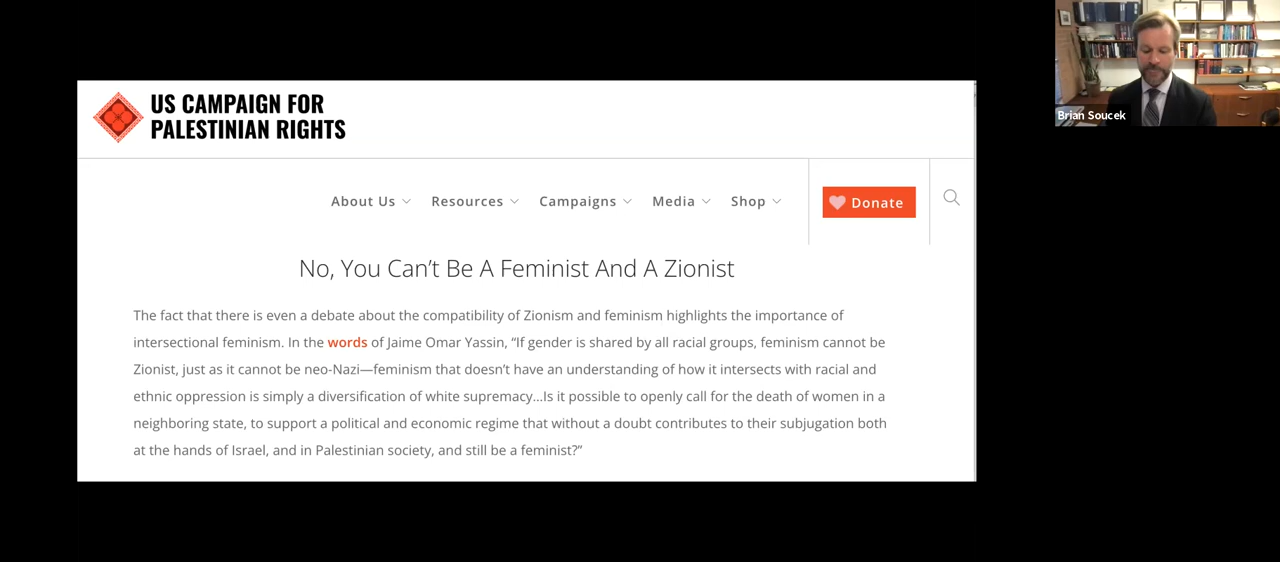 US CAMPAIGN FOR
PALESTINIAN RIGHTS
Brian Soucek
About Us Resources Campaigns Media Shop Donate
No, You Can't Be A Feminist And A Zionist
The fact that there is even a debate about the compatibility of Zionism and feminism highlights the importance of
intersectional feminism. In the words of Jaime Omar Yassin, “If gender is shared by all racial groups, feminism cannot be
Zionist, just as it cannot be neo-Nazi—feminism that doesn't have an understanding of how it intersects with racial and
ethnic oppression is simply a diversification of white supremacy...Is it possible to openly call for the death of women in a
neighboring state, to support a political and economic regime that without a doubt contributes to their subjugation both
at the hands of Israel, and in Palestinian society, and still be a feminist?”